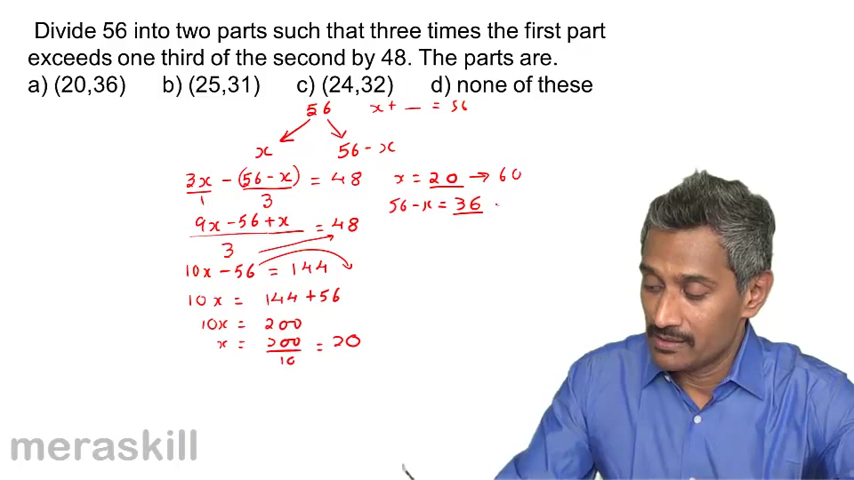 Divide 56 into two parts such that three times the first part
exceeds one third of the second by 48. The parts are.
a) (20,36) b) (25,31) c) (24,32) d) none of these
56 x + — = 56
x 56 - x
3x/1 - (56 - x)/3 = 48 x = 20 → 60
(9x - 56 + x)/3 = 48 56 - x = 36
10x - 56 = 144
10x = 144 + 56
10x = 200
x = 200/10 = 20
meraskill